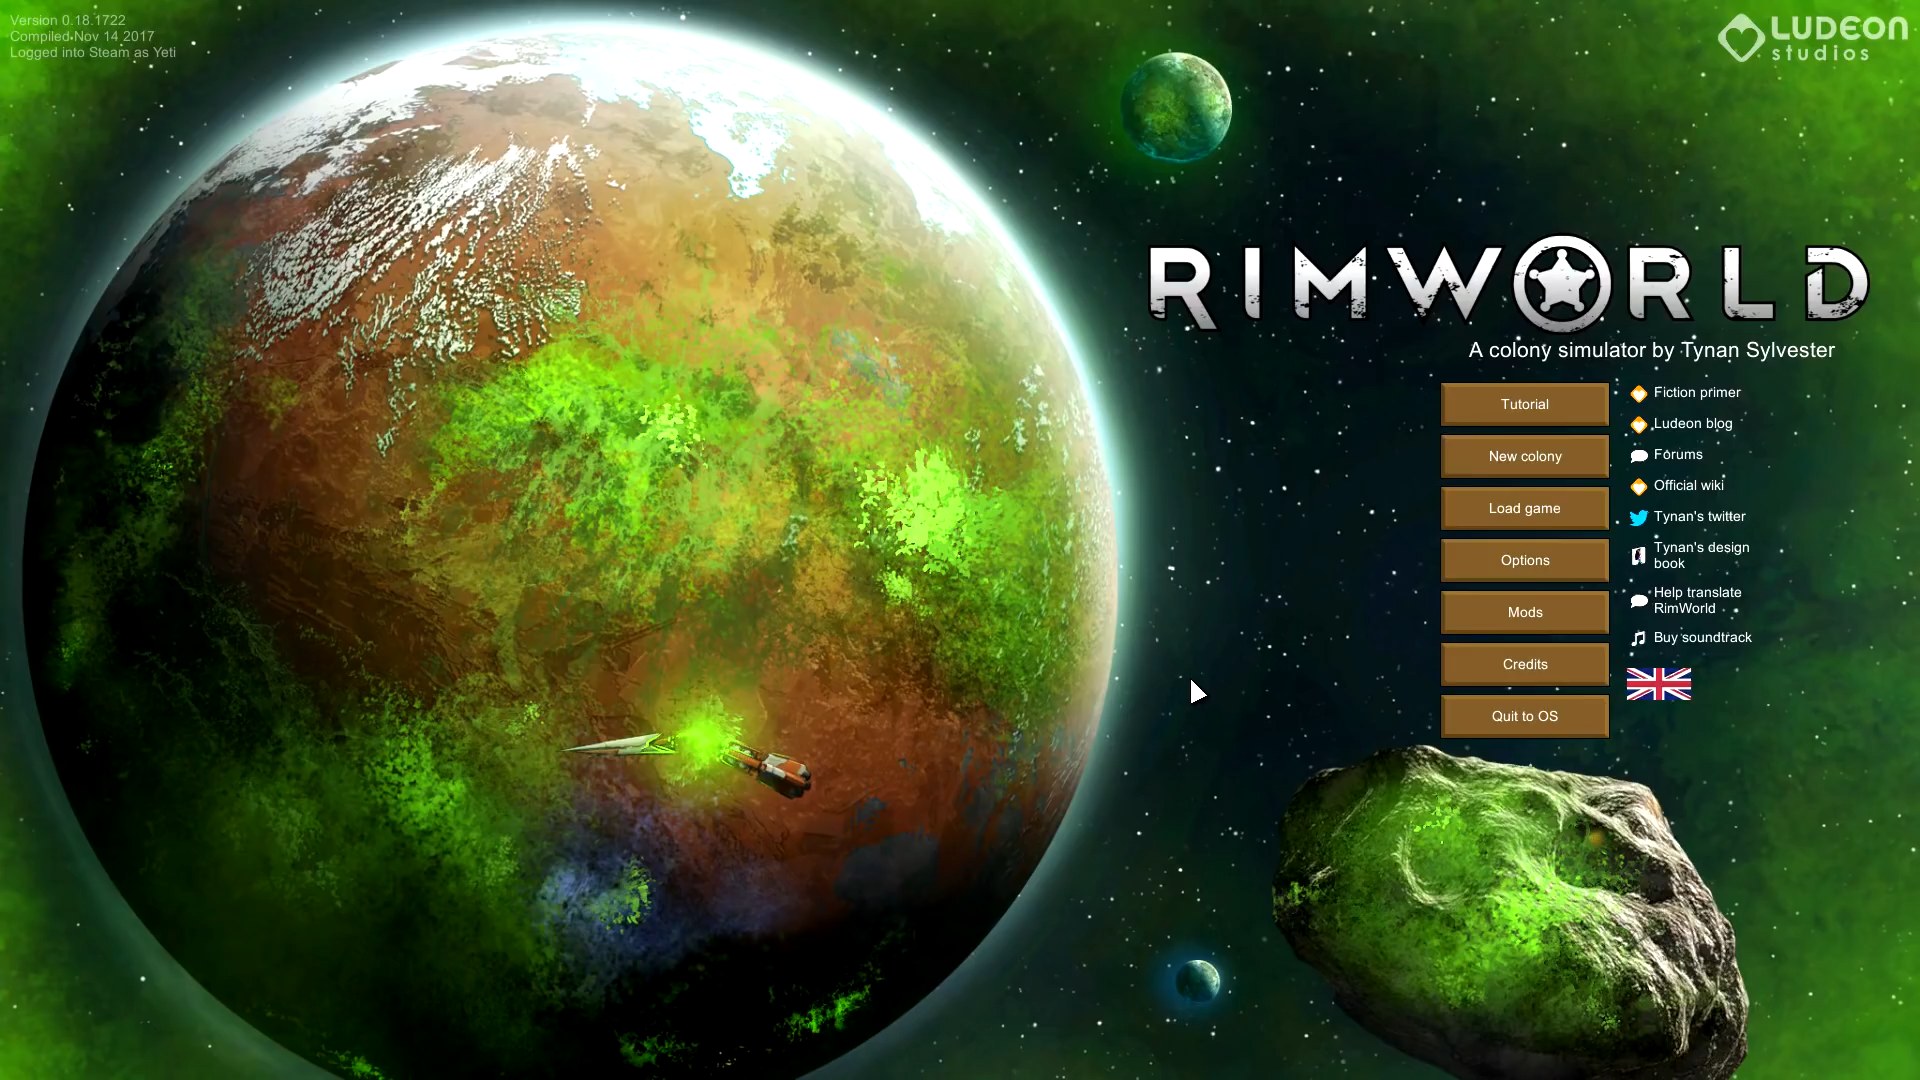 Version 0.18.1722
Compiled Nov 14 2017
Logged into Steam as Yeti
LUDEON
studios
RIMWORLD
A colony simulator by Tynan Sylvester
Tutorial
New colony
Load game
Options
Mods
Credits
Quit to OS
Fiction primer
Ludeon blog
Forums
Official wiki
Tynan's twitter
Tynan's design
book
Help translate
RimWorld
Buy soundtrack